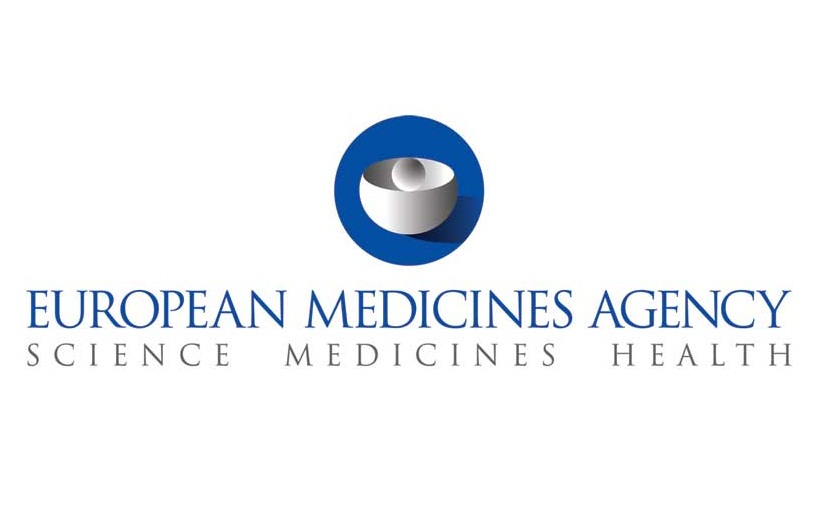 EUROPEAN MEDICINES AGENCY
SCIENCE MEDICINES HEALTH